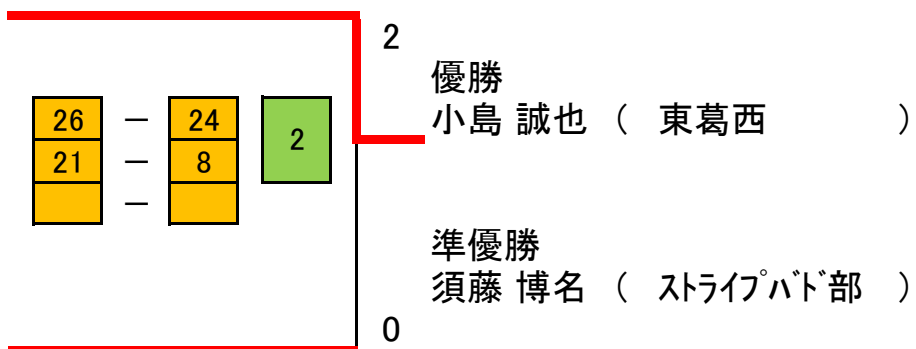 2
優勝
小島 誠也 ( 東葛西 )
26 － 24
21 － 8
－
2
準優勝
須藤 博名 ( ｽﾄﾗｲﾌﾟﾊﾞﾄﾞ部 )
0